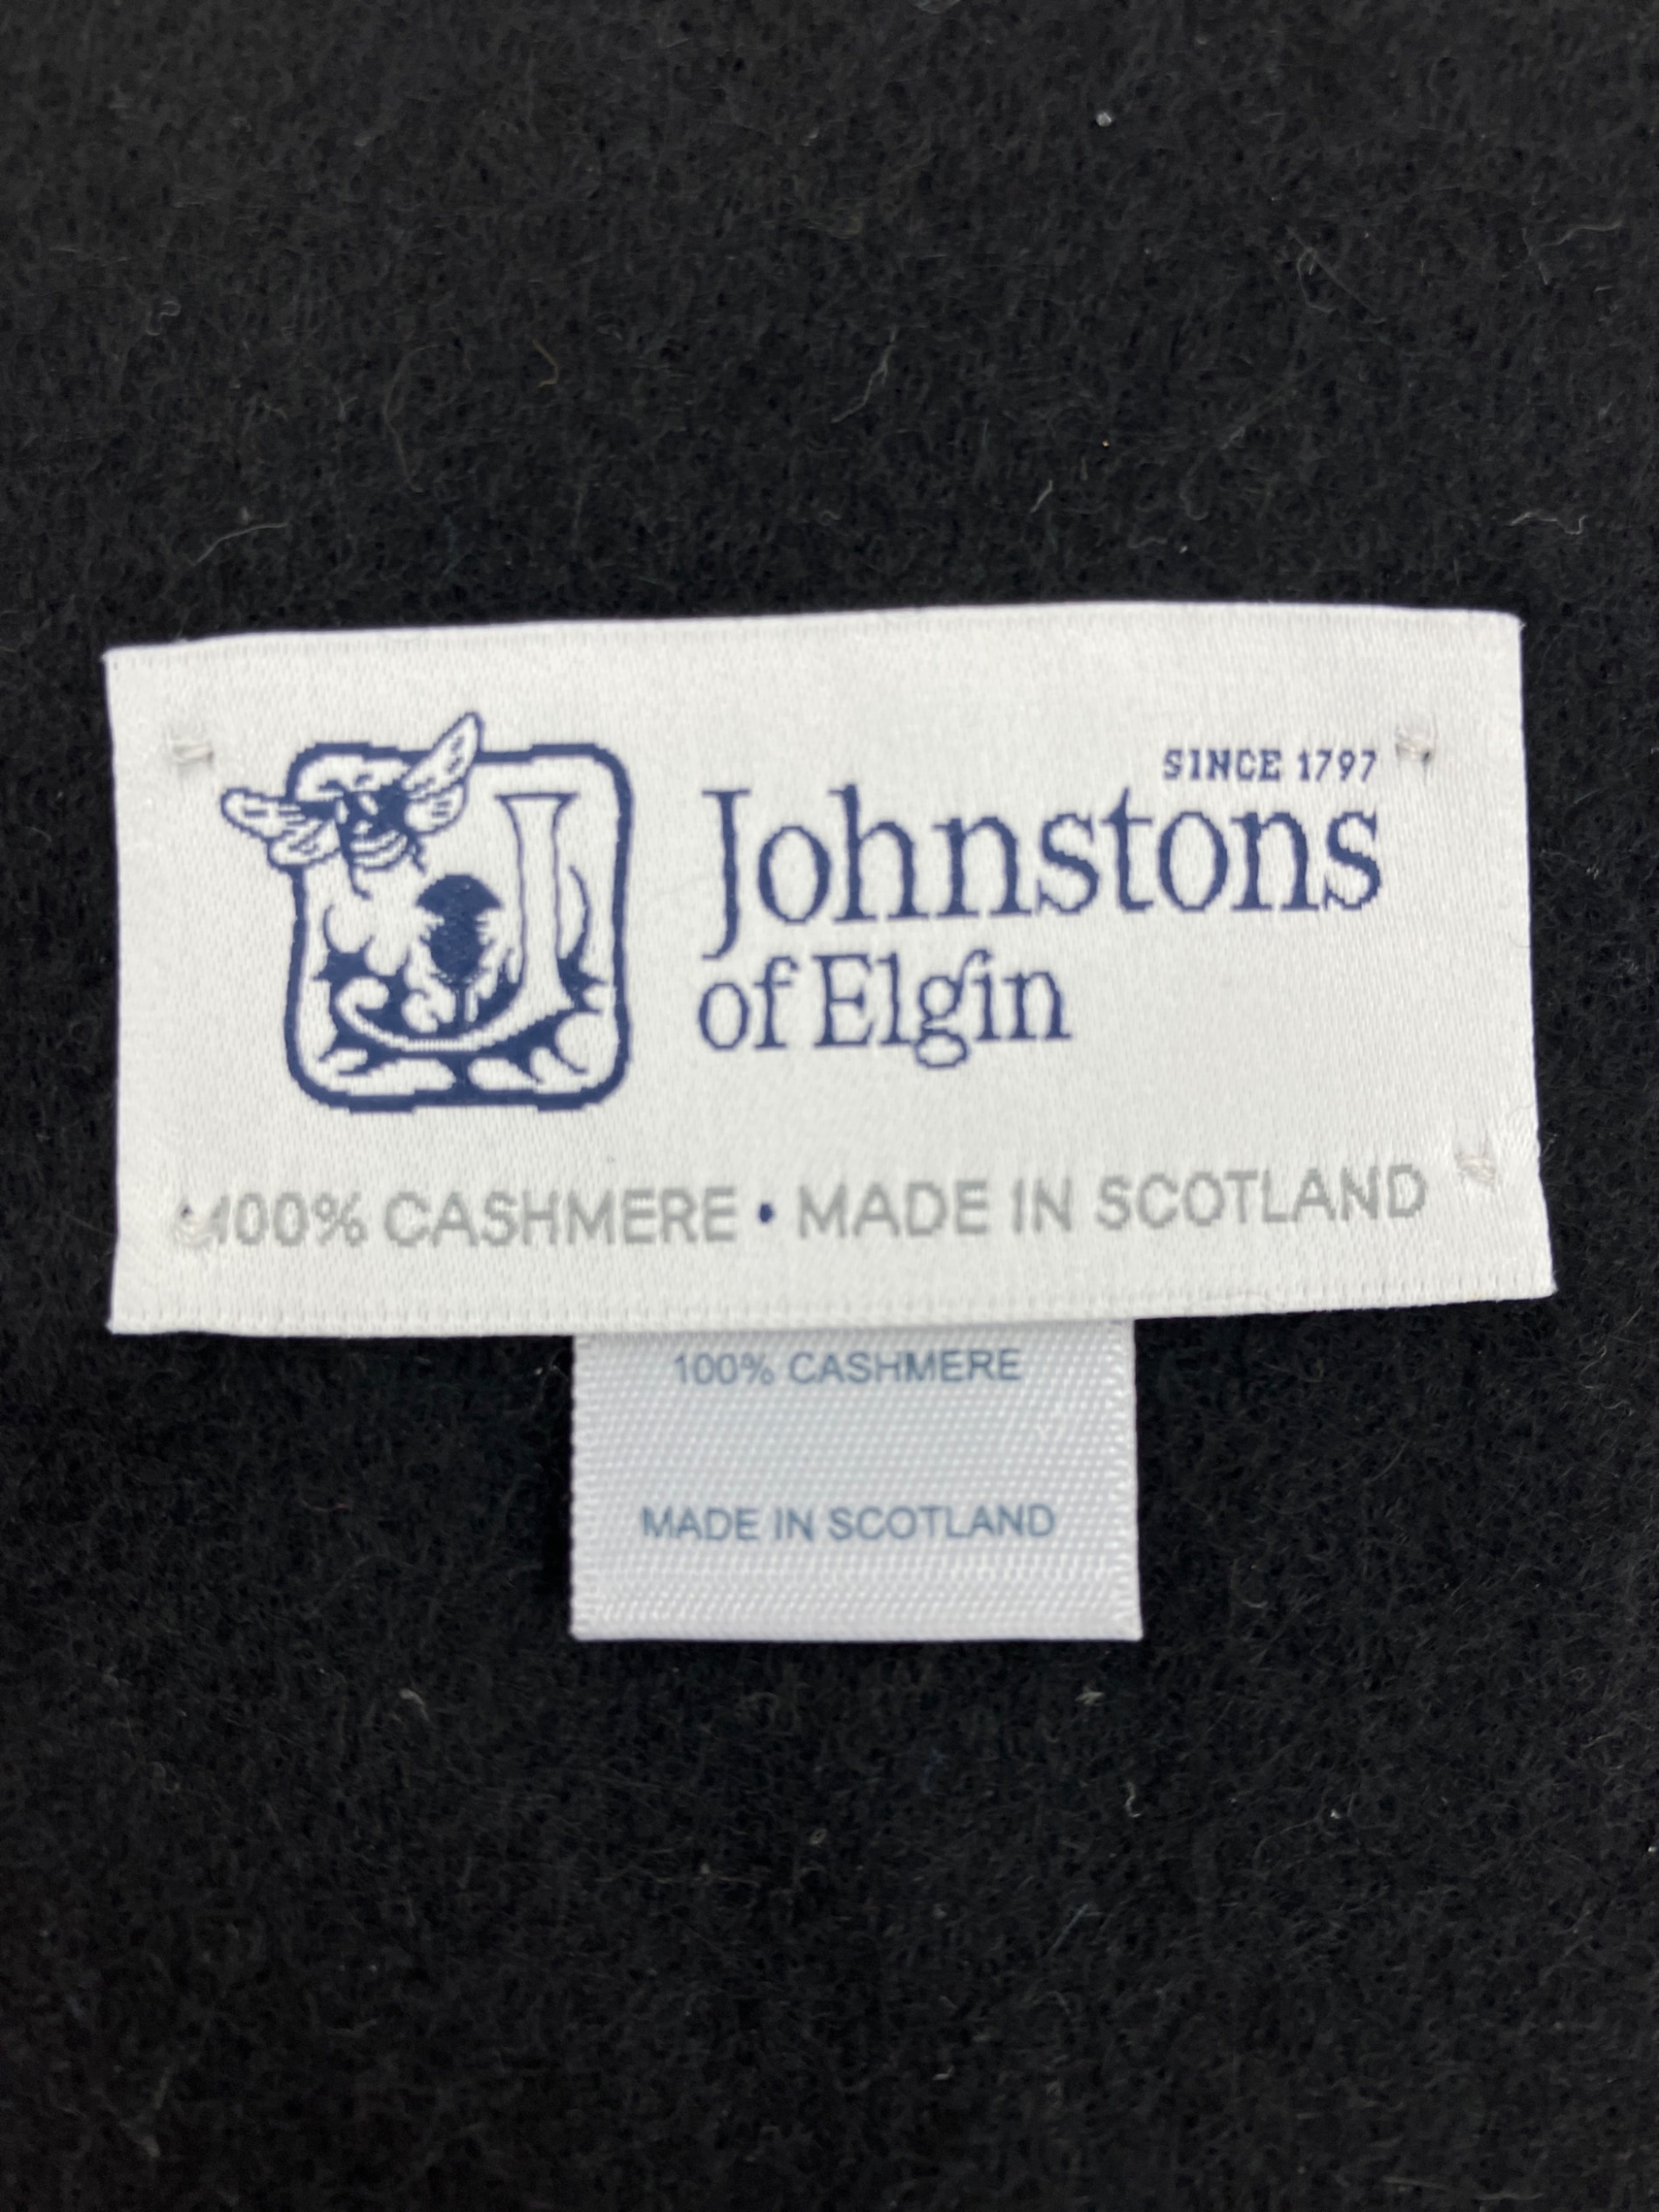 SINCE 1797
Johnstons
of Elgin
100% CASHMERE • MADE IN SCOTLAND
100% CASHMERE
MADE IN SCOTLAND